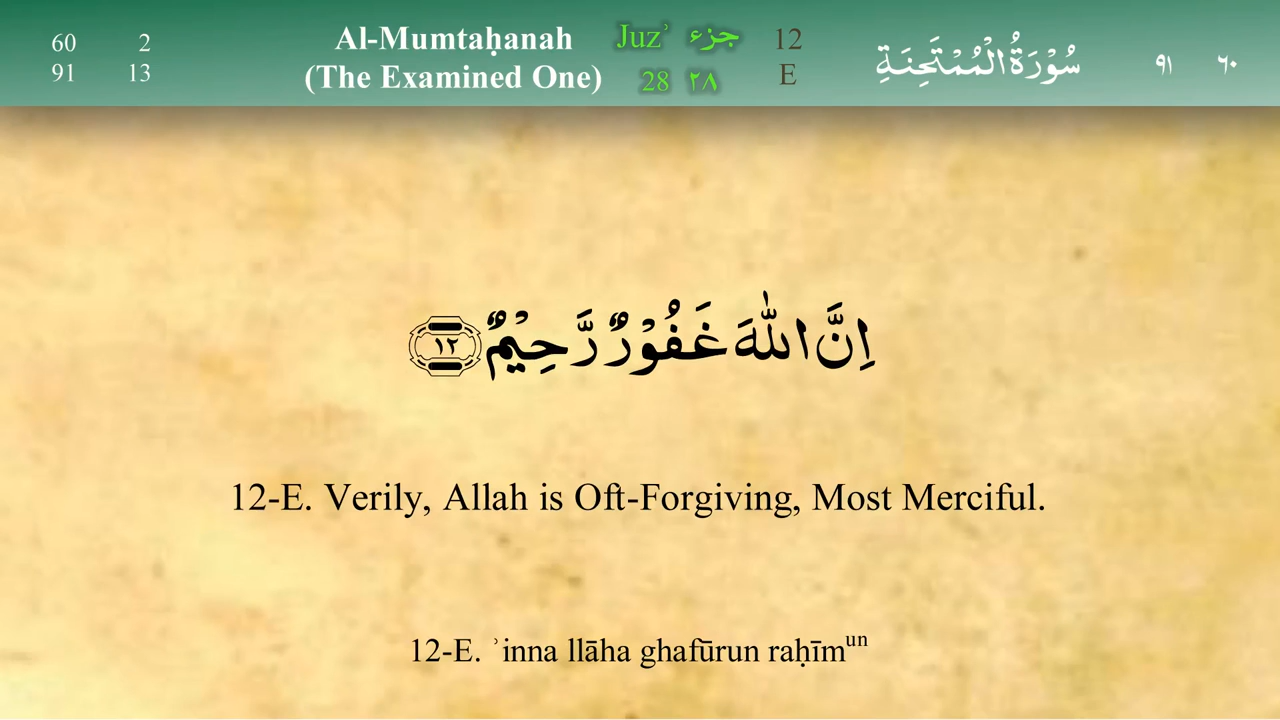 60 2 Al-Mumtaḥanah Juzʾ جزء 12 سُوْرَةُ الْمُمْتَحِنَةِ ٩١ ٦٠
91 13 (The Examined One) 28 ٢٨ E
اِنَّ اللّٰهَ غَفُوْرٌ رَّحِيْمٌ ١٢
12-E. Verily, Allah is Oft-Forgiving, Most Merciful.
12-E. ʾinna llāha ghafūrun raḥīmun